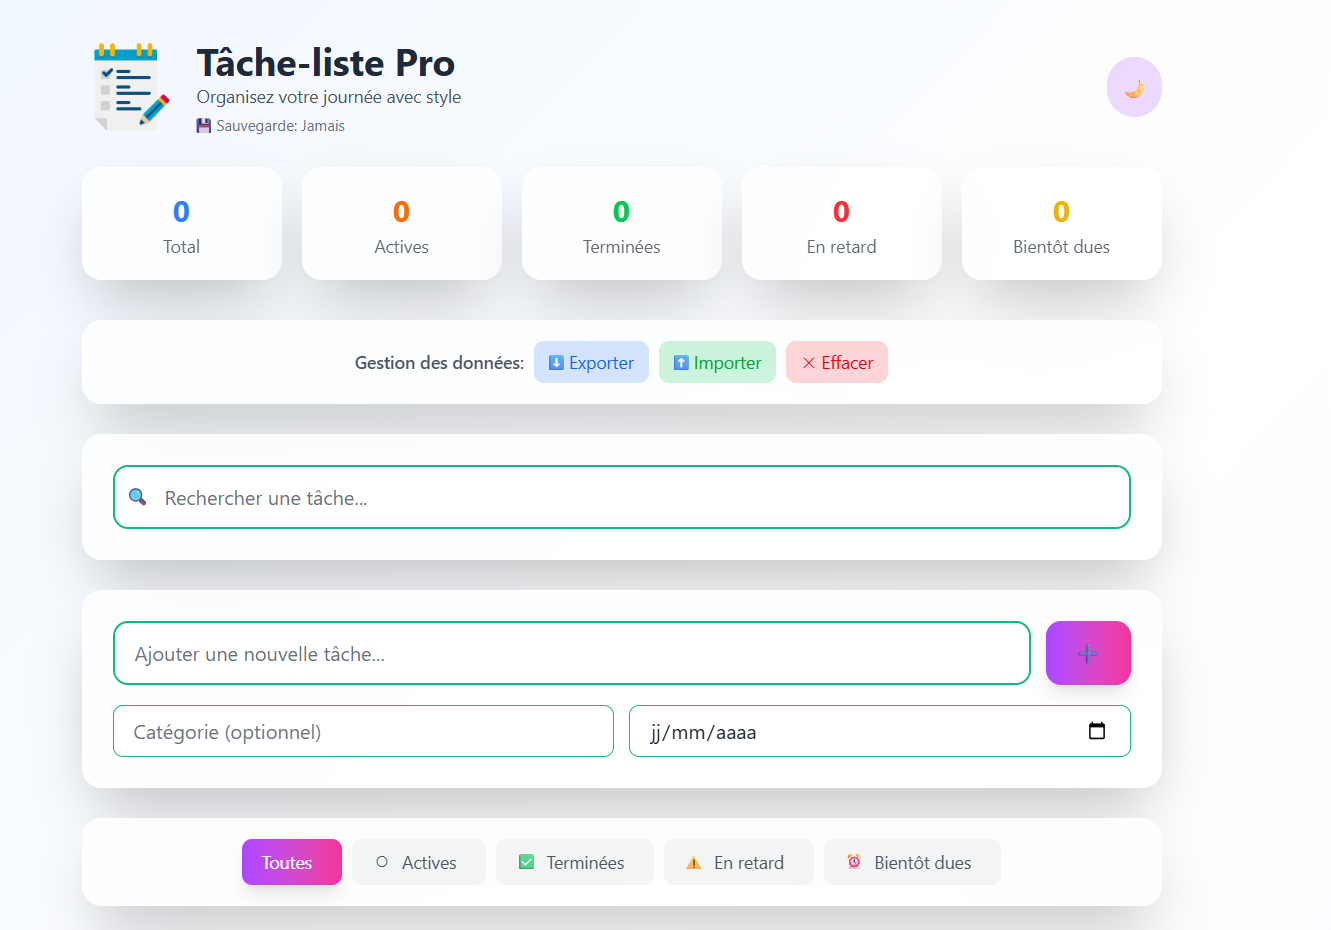 Tâche-liste Pro
Organisez votre journée avec style
Sauvegarde: Jamais
0
Total
0
Actives
0
Terminées
0
En retard
0
Bientôt dues
Gestion des données: Exporter Importer Effacer
Rechercher une tâche...
Ajouter une nouvelle tâche...
Catégorie (optionnel) jj/mm/aaaa
Toutes Actives Terminées En retard Bientôt dues